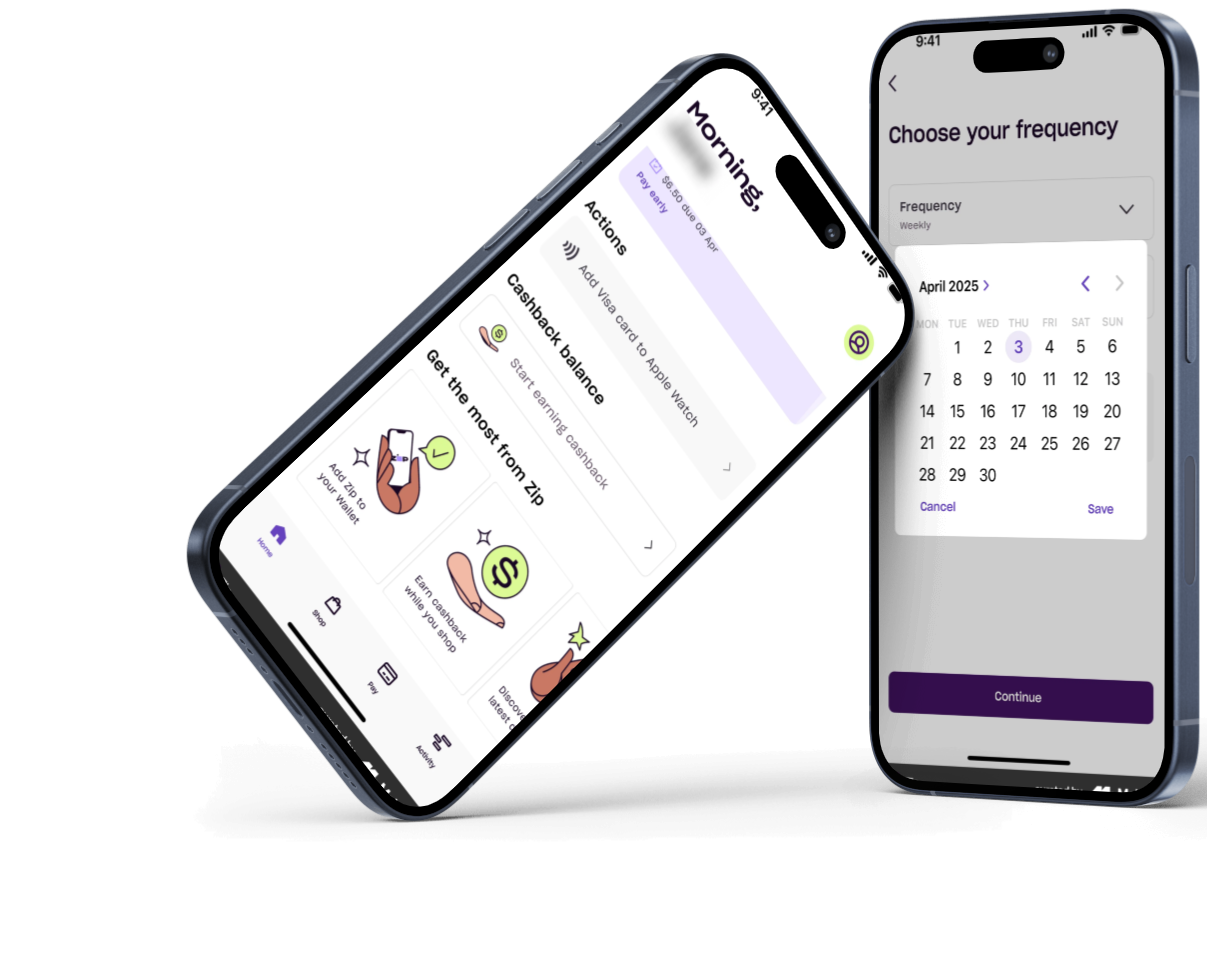 9:41
Morning,
$6.50 due 03 Apr
Pay early
Actions
Add Visa card to Apple Watch
Cashback balance
Start earning cashback
Get the most from Zip
Add Zip to
your Wallet
Earn cashback
while you shop
Discove
latest
Home
Shop
Pay
Activity
9:41
Choose your frequency
Frequency
Weekly
April 2025
MON TUE WED THU FRI SAT SUN
1 2 3 4 5 6
7 8 9 10 11 12 13
14 15 16 17 18 19 20
21 22 23 24 25 26 27
28 29 30
Cancel Save
Continue